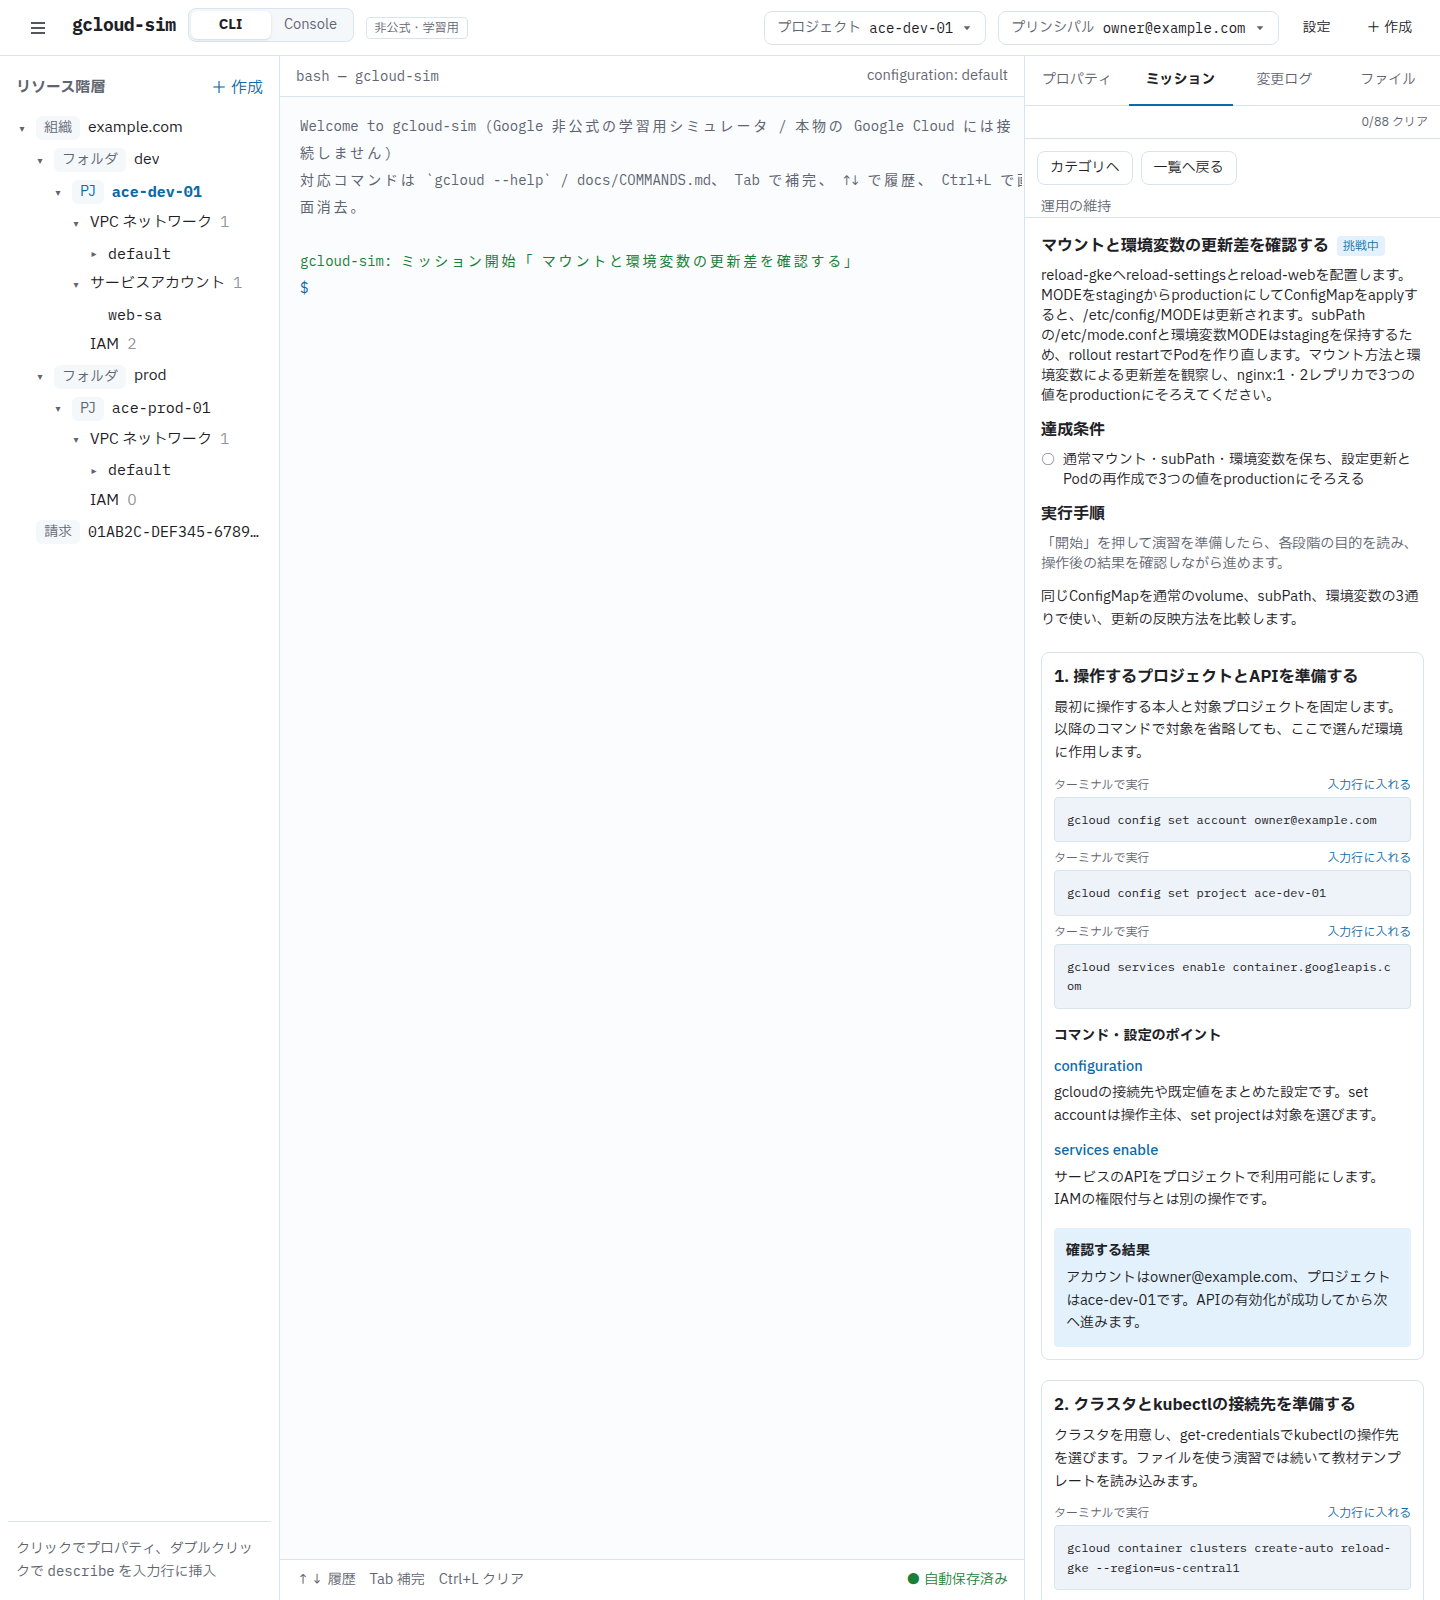 gcloud-sim CLI Console 非公式・学習用 プロジェクト ace-dev-01 プリンシパル owner@example.com 設定 ＋ 作成
リソース階層 ＋ 作成
組織 example.com
フォルダ dev
PJ ace-dev-01
VPC ネットワーク 1
default
サービスアカウント 1
web-sa
IAM 2
フォルダ prod
PJ ace-prod-01
VPC ネットワーク 1
default
IAM 0
請求 01AB2C-DEF345-6789…
クリックでプロパティ、ダブルクリッ
クで describe を入力行に挿入
bash — gcloud-sim configuration: default
Welcome to gcloud-sim (Google 非公式の学習用シミュレータ / 本物の Google Cloud には接
続しません)
対応コマンドは `gcloud --help` / docs/COMMANDS.md、 Tab で補完、 ↑↓ で履歴、 Ctrl+L で画
面消去。
gcloud-sim: ミッション開始「 マウントと環境変数の更新差を確認する」
$
↑ ↓ 履歴 Tab 補完 Ctrl+L クリア ● 自動保存済み
プロパティ ミッション 変更ログ ファイル
0/88 クリア
カテゴリへ 一覧へ戻る
運用の維持
マウントと環境変数の更新差を確認する 挑戦中
reload-gkeへreload-settingsとreload-webを配置します。
MODEをstagingからproductionにしてConfigMapをapplyす
ると、/etc/config/MODEは更新されます。subPath
の/etc/mode.confと環境変数MODEはstagingを保持するた
め、rollout restartでPodを作り直します。マウント方法と環
境変数による更新差を観察し、nginx:1・2レプリカで3つの
値をproductionにそろえてください。
達成条件
○ 通常マウント・subPath・環境変数を保ち、設定更新と
Podの再作成で3つの値をproductionにそろえる
実行手順
「開始」を押して演習を準備したら、各段階の目的を読み、
操作後の結果を確認しながら進めます。
同じConfigMapを通常のvolume、subPath、環境変数の3通
りで使い、更新の反映方法を比較します。
1. 操作するプロジェクトとAPIを準備する
最初に操作する本人と対象プロジェクトを固定します。
以降のコマンドで対象を省略しても、ここで選んだ環境
に作用します。
ターミナルで実行 入力行に入れる
gcloud config set account owner@example.com
ターミナルで実行 入力行に入れる
gcloud config set project ace-dev-01
ターミナルで実行 入力行に入れる
gcloud services enable container.googleapis.c
om
コマンド・設定のポイント
configuration
gcloudの接続先や既定値をまとめた設定です。set
accountは操作主体、set projectは対象を選びます。
services enable
サービスのAPIをプロジェクトで利用可能にします。
IAMの権限付与とは別の操作です。
確認する結果
アカウントはowner@example.com、プロジェクト
はace-dev-01です。APIの有効化が成功してから次
へ進みます。
2. クラスタとkubectlの接続先を準備する
クラスタを用意し、get-credentialsでkubectlの操作先
を選びます。ファイルを使う演習では続いて教材テンプ
レートを読み込みます。
ターミナルで実行 入力行に入れる
gcloud container clusters create-auto reload-
gke --region=us-central1